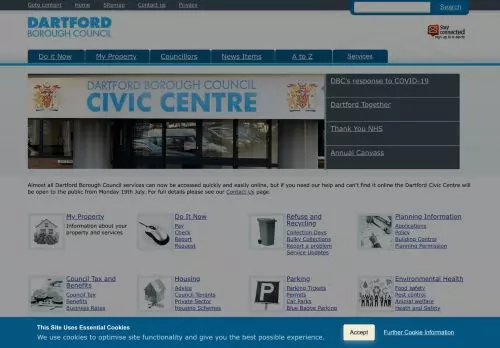 Goto content
Home
Sitemap
Contact us
Privacy
DARTFORD
BOROUGH COUNCIL
Stay
connected
sign up to e-alerts
Do it Now
My Property
Councillors
News Items
A to Z
Services
DARTFORD BOROUGH COUNCIL
CIVIC CENTRE
DBC's response to COVID-19
Dartford Together
Thank You NHS
Annual Canvass
Almost all Dartford Borough Council services can now be accessed quickly and easily online, but if you need our help and can't find it online the Dartford Civic Centre will
be open to the public from Monday 19th July. For full details please see our Contact Us page.
My Property
Information about your
property and services
Do It Now
Pay
Check
Report
Request
Refuse and
Recycling
Collection Days
Bulky Collections
Report a problem
Service Updates
Planning Information
Applications
Policy
Building Control
Planning Permission
Council Tax and
Benefits
Council Tax
Benefits
Business Rates
Housing
Advice
Council Tenants
Private Sector
Housing Schemes
Parking
Parking Tickets
Permits
Car Parks
Blue Badge Parking
Environmental Health
Food safety
Pest control
Animal welfare
Health and Safety
This Site Uses Essential Cookies
We use cookies to optimise site functionality and give you the best possible experience.
Accept
Further Cookie Information